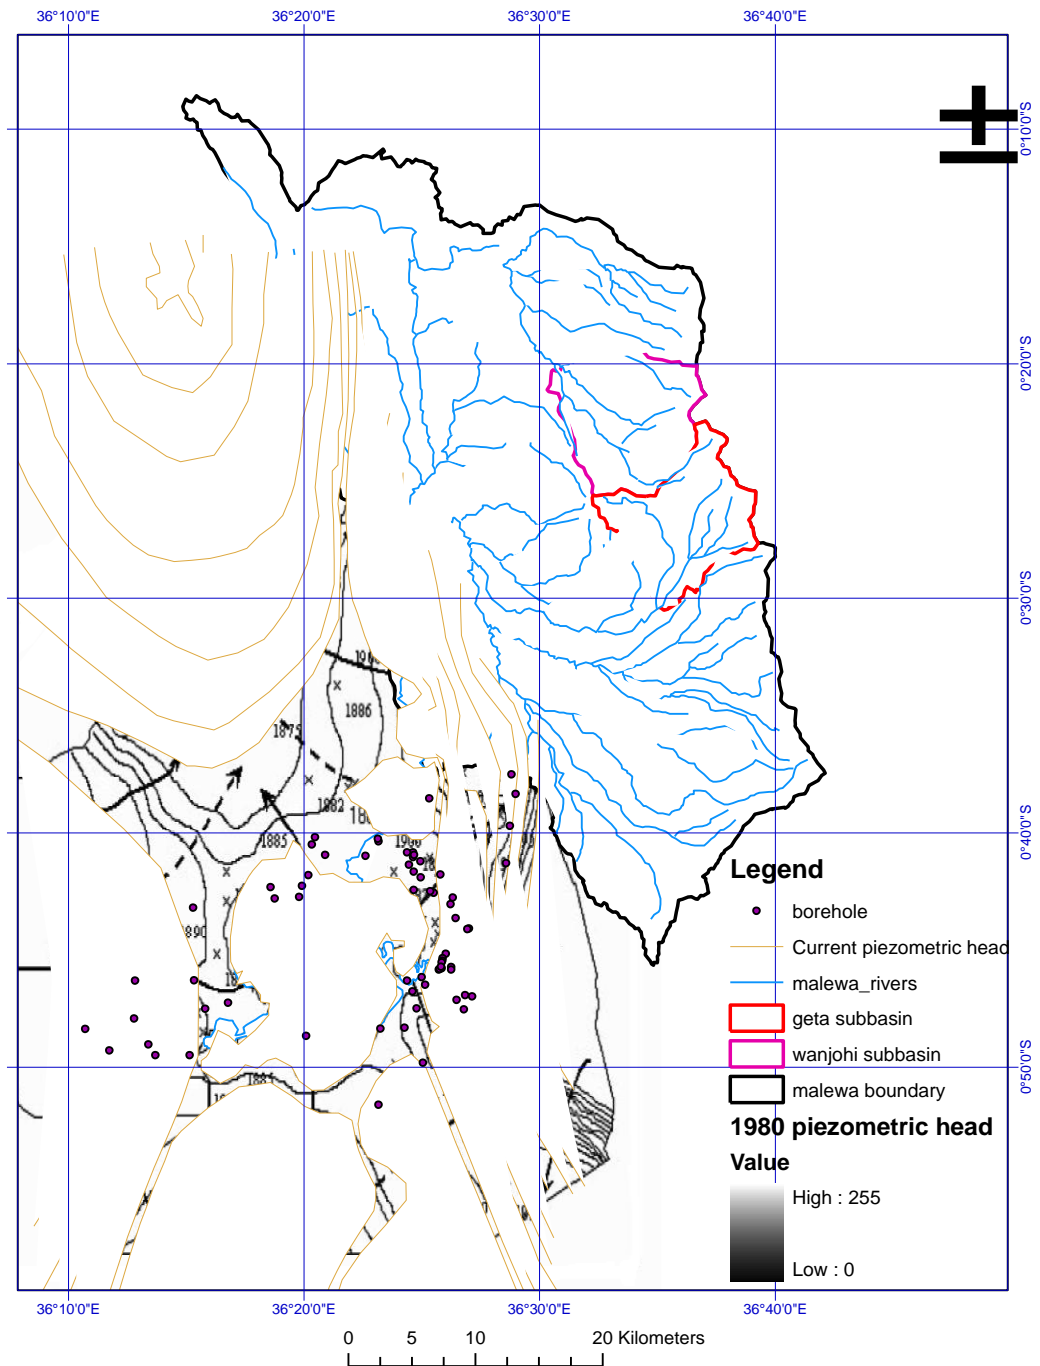 36°10'0"E 36°20'0"E 36°30'0"E 36°40'0"E
0°10'0"S
0°20'0"S
0°30'0"S
1886
1875
1882
1885
0°40'0"S
Legend
borehole
890
Current piezometric head
malewa_rivers
geta subbasin
wanjohi subbasin
0°50'0"S
malewa boundary
1980 piezometric head
Value
High : 255
Low : 0
36°10'0"E 36°20'0"E 36°30'0"E 36°40'0"E
0 5 10 20 Kilometers